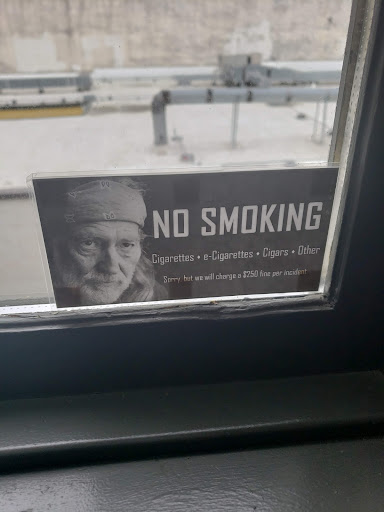 NO SMOKING
Cigarettes • e-Cigarettes • Cigars • Other
Sorry, but we will charge a $250 fine per incident.